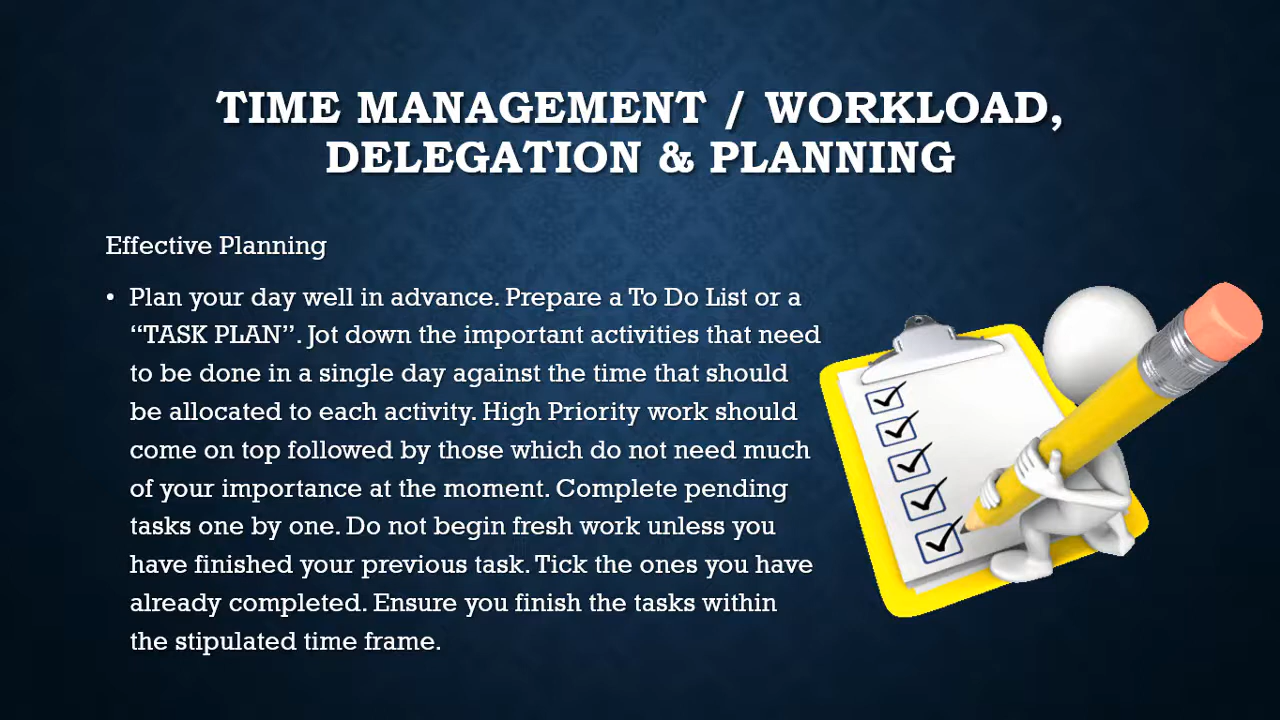 TIME MANAGEMENT / WORKLOAD,
DELEGATION & PLANNING
Effective Planning
• Plan your day well in advance. Prepare a To Do List or a
“TASK PLAN”. Jot down the important activities that need
to be done in a single day against the time that should
be allocated to each activity. High Priority work should
come on top followed by those which do not need much
of your importance at the moment. Complete pending
tasks one by one. Do not begin fresh work unless you
have finished your previous task. Tick the ones you have
already completed. Ensure you finish the tasks within
the stipulated time frame.